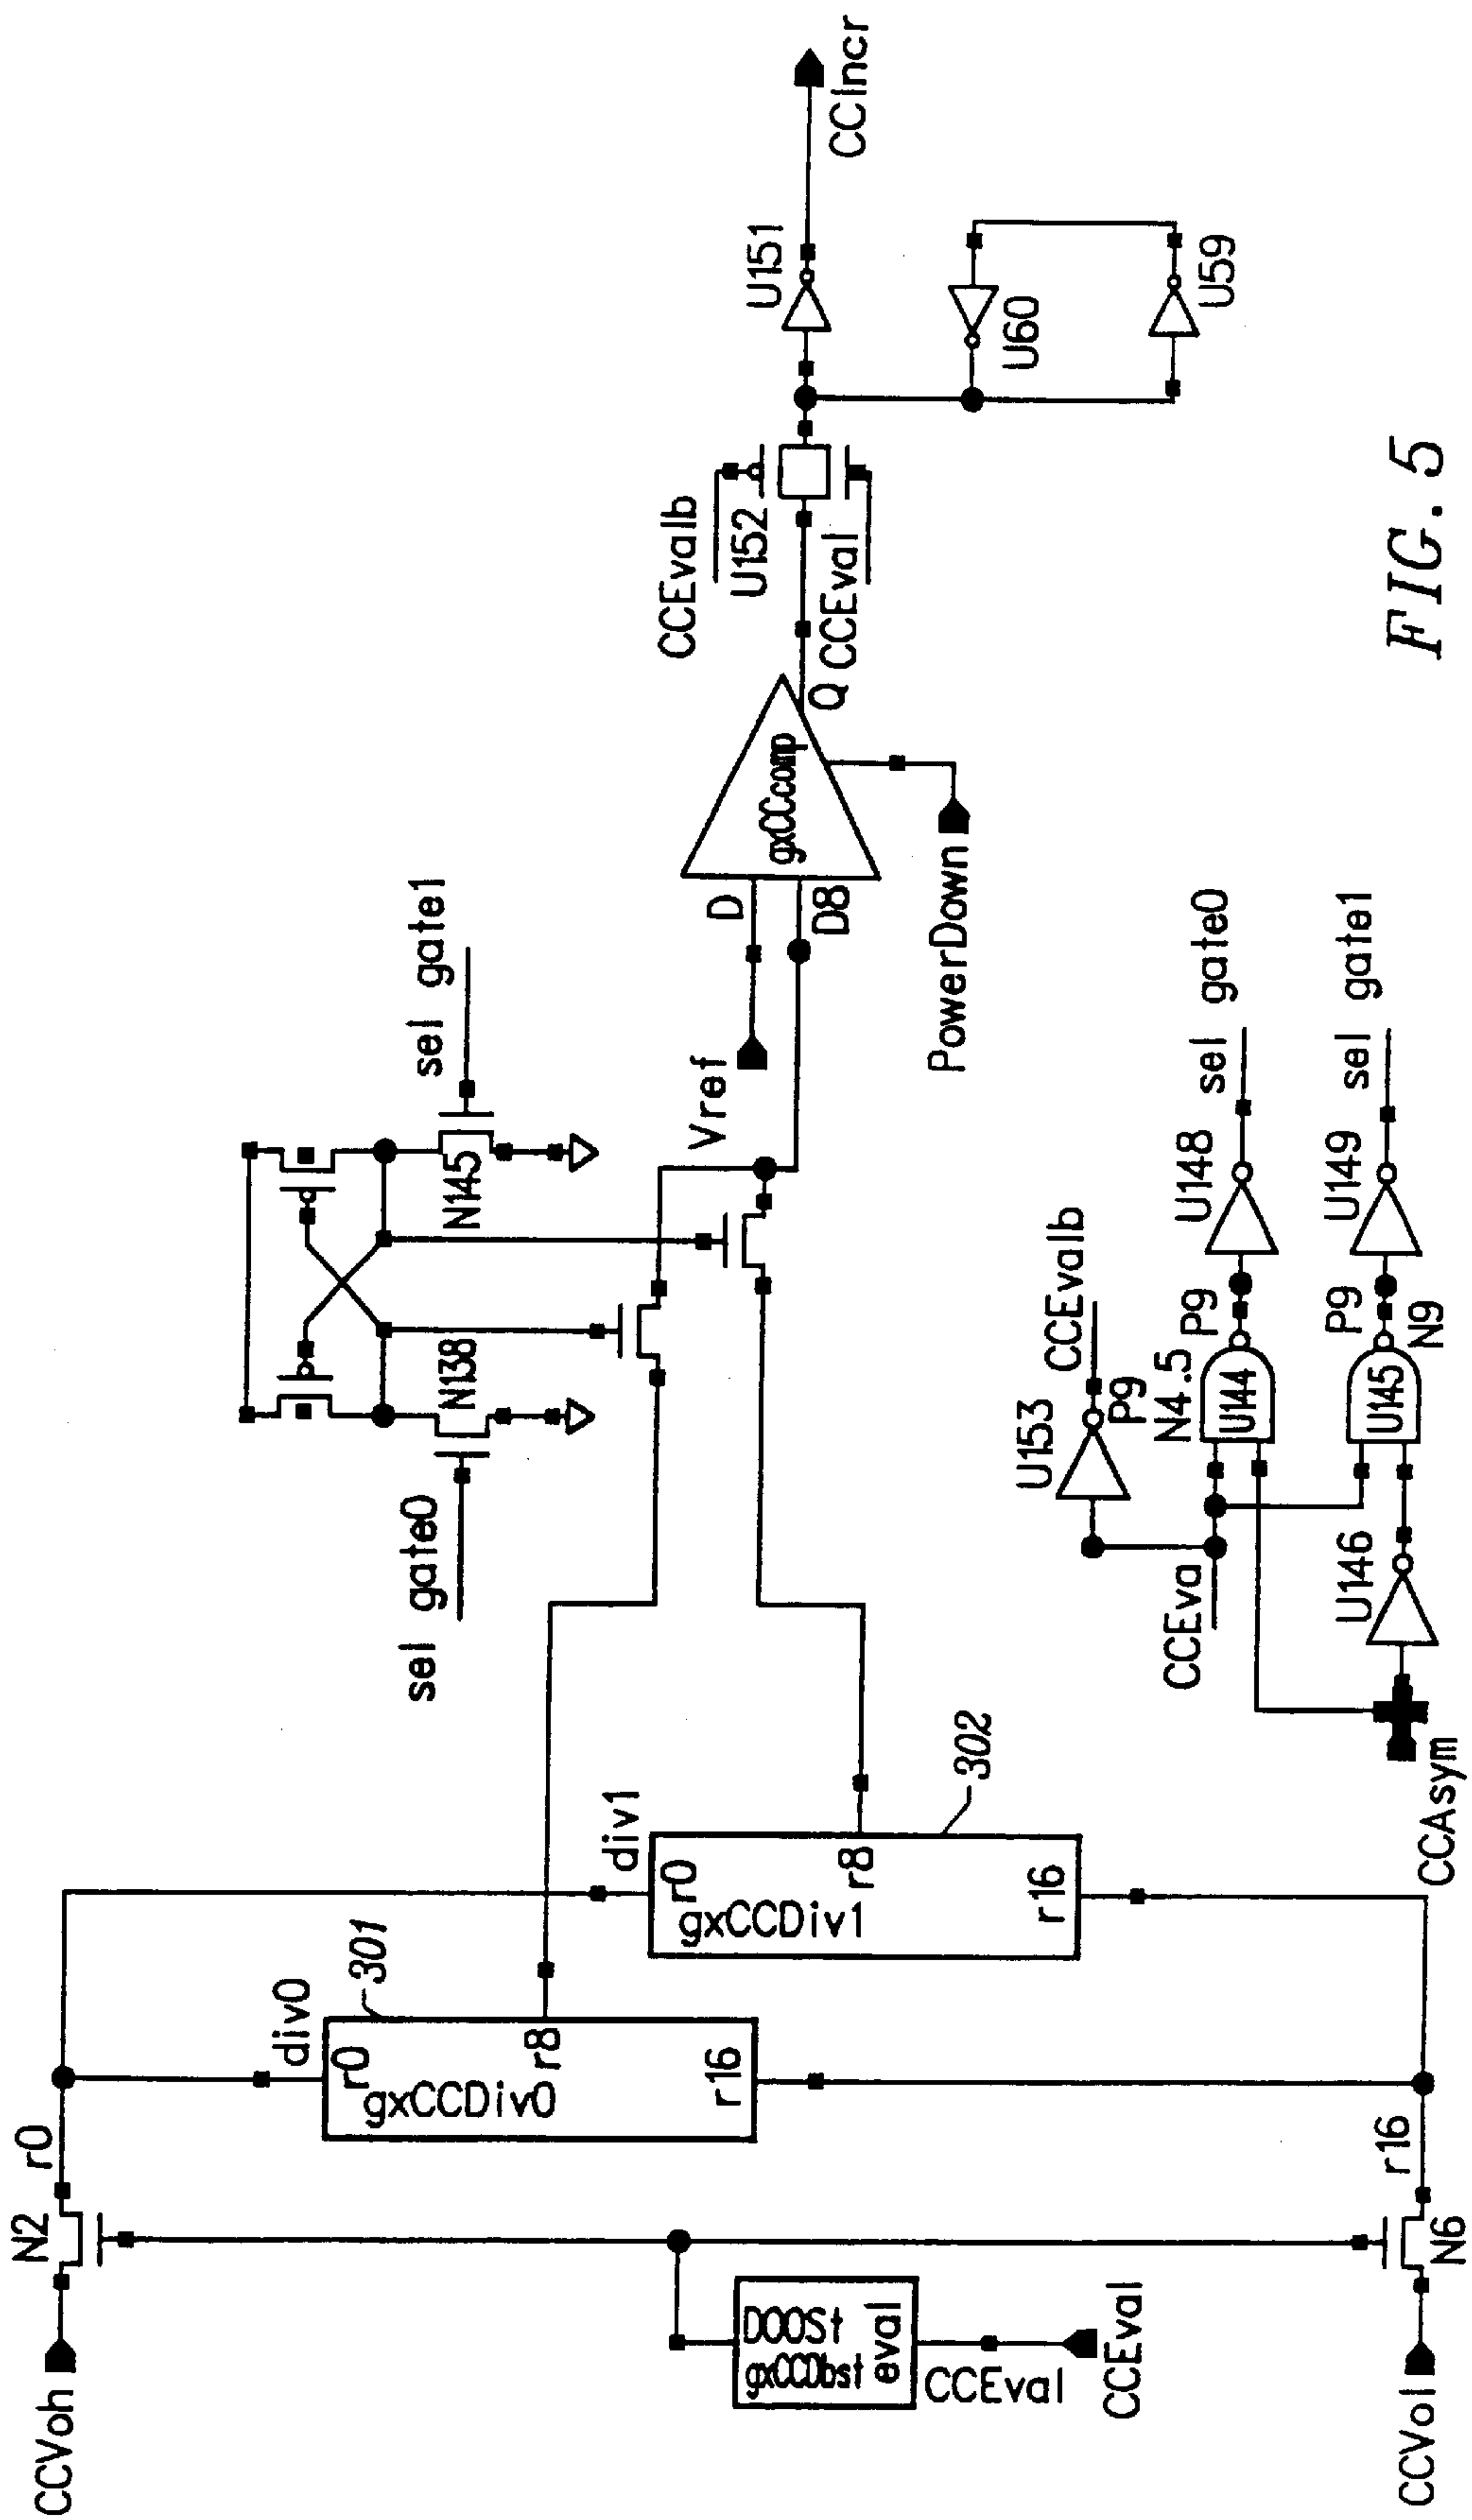 CCVoh
N2
r0
div0
301
r0
r8
gxCCDiv0
r16
div1
r0
r8
gxCCDiv1
r16
302
eval
CCEval
CCEval
CCVol
N6
r16
sel gate0
N138
N145
sel gate1
Vref
D
D8
gxCCcomp
Q
PowerDown
CCEvalb
U152
CCEval
U151
CCIncr
U60
U59
CCEva
U153
CCEvalb
P9
N4.5
U144
P9
U148
sel gate0
CCAsym
U146
U145
P9
N9
U149
sel gate1
FIG. 5